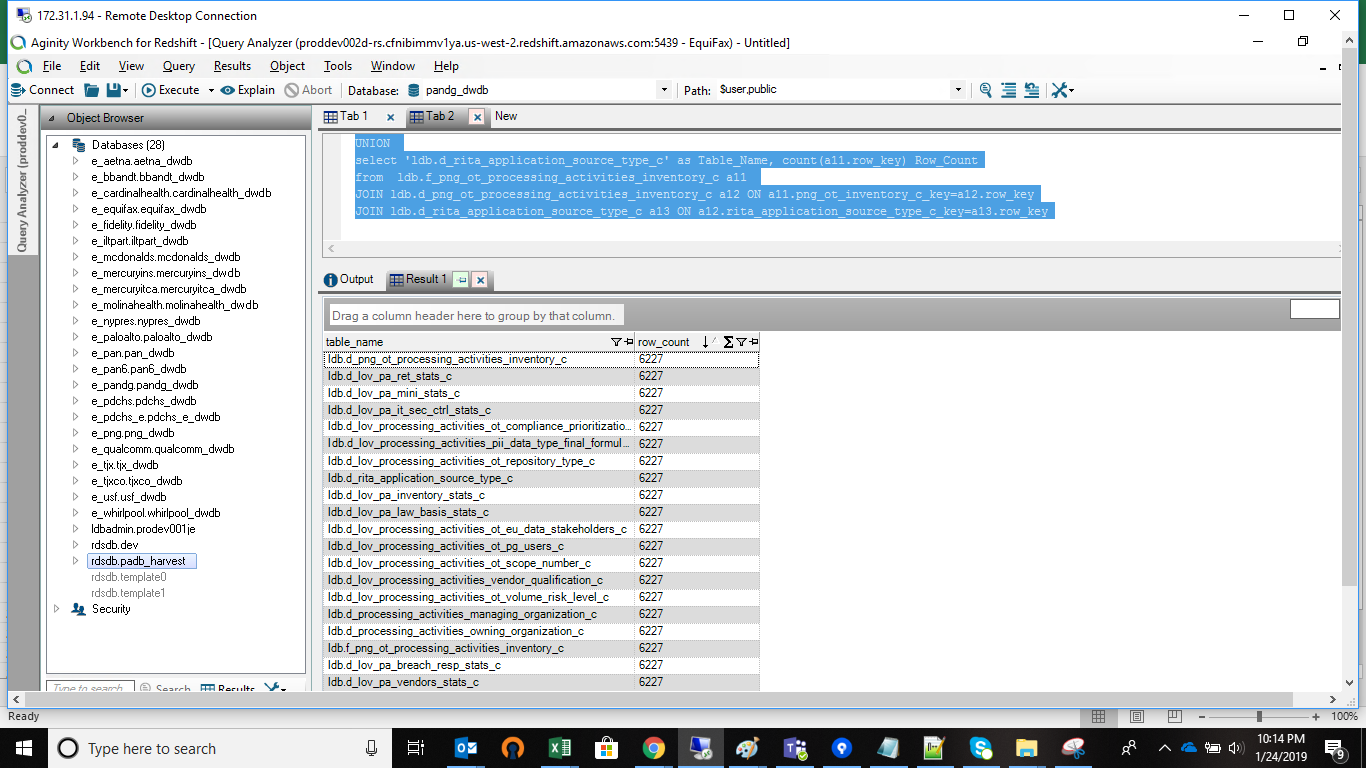 172.31.1.94 - Remote Desktop Connection
Aginity Workbench for Redshift - [Query Analyzer (proddev002d-rs.cfnibimmv1ya.us-west-2.redshift.amazonaws.com:5439 - EquiFax) - Untitled]
File Edit View Query Results Object Tools Window Help
Connect Execute Explain Abort Database: pandg_dwdb Path: $user,public
Query Analyzer (proddev0...
Object Browser
Tab 1 Tab 2 New
Databases (28)
e_aetna.aetna_dwdb
e_bbandt.bbandt_dwdb
e_cardinalhealth.cardinalhealth_dwdb
e_equifax.equifax_dwdb
e_fidelity.fidelity_dwdb
e_iltpart.iltpart_dwdb
e_mcdonalds.mcdonalds_dwdb
e_mercuryins.mercuryins_dwdb
e_mercuryitca.mercuryitca_dwdb
e_molinahealth.molinahealth_dwdb
e_nypres.nypres_dwdb
e_paloalto.paloalto_dwdb
e_pan.pan_dwdb
e_pan6.pan6_dwdb
e_pandg.pandg_dwdb
e_pdchs.pdchs_dwdb
e_pdchs_e.pdchs_e_dwdb
e_png.png_dwdb
e_qualcomm.qualcomm_dwdb
e_tjx.tjx_dwdb
e_tjxco.tjxco_dwdb
e_usf.usf_dwdb
e_whirlpool.whirlpool_dwdb
ldbadmin.prodev001je
rdsdb.dev
rdsdb.padb_harvest
rdsdb.template0
rdsdb.template1
Security
Type to search Search Results
UNION
select 'ldb.d_rita_application_source_type_c' as Table_Name, count(a11.row_key) Row_Count
from ldb.f_png_ot_processing_activities_inventory_c a11
JOIN ldb.d_png_ot_processing_activities_inventory_c a12 ON a11.png_ot_inventory_c_key=a12.row_key
JOIN ldb.d_rita_application_source_type_c a13 ON a12.rita_application_source_type_c_key=a13.row_key
Output Result 1
Drag a column header here to group by that column.
table_name row_count
ldb.d_png_ot_processing_activities_inventory_c 6227
ldb.d_lov_pa_ret_stats_c 6227
ldb.d_lov_pa_mini_stats_c 6227
ldb.d_lov_pa_it_sec_ctrl_stats_c 6227
ldb.d_lov_processing_activities_ot_compliance_prioritizatio... 6227
ldb.d_lov_processing_activities_pii_data_type_final_formul... 6227
ldb.d_lov_processing_activities_ot_repository_type_c 6227
ldb.d_rita_application_source_type_c 6227
ldb.d_lov_pa_inventory_stats_c 6227
ldb.d_lov_pa_law_basis_stats_c 6227
ldb.d_lov_processing_activities_ot_eu_data_stakeholders_c 6227
ldb.d_lov_processing_activities_ot_pg_users_c 6227
ldb.d_lov_processing_activities_ot_scope_number_c 6227
ldb.d_lov_processing_activities_vendor_qualification_c 6227
ldb.d_lov_processing_activities_ot_volume_risk_level_c 6227
ldb.d_processing_activities_managing_organization_c 6227
ldb.d_processing_activities_owning_organization_c 6227
ldb.f_png_ot_processing_activities_inventory_c 6227
ldb.d_lov_pa_breach_resp_stats_c 6227
ldb.d_lov_pa_vendors_stats_c 6227
Ready 100%
Type here to search
10:14 PM
1/24/2019
9